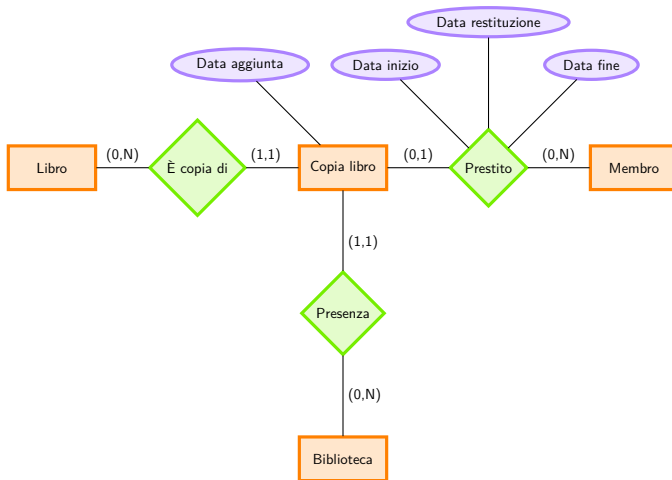 Data restituzione
Data aggiunta
Data inizio
Data fine
(0,N)
(1,1)
(0,1)
(0,N)
Libro
È copia di
Copia libro
Prestito
Membro
(1,1)
Presenza
(0,N)
Biblioteca